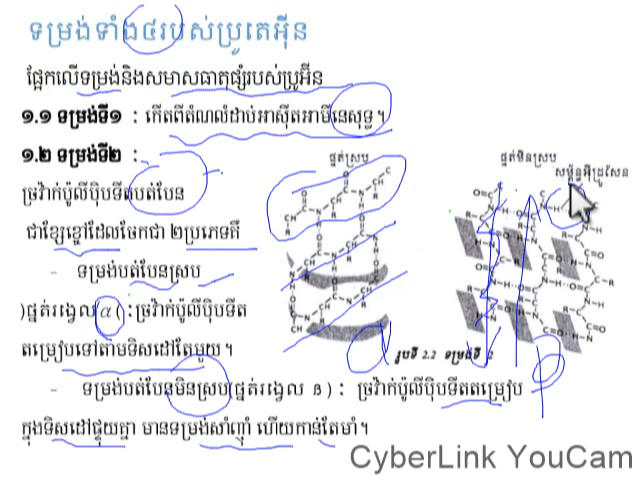 ទម្រង់ទាំង៤របស់ប្រូតេអ៊ីន
ផ្អែកលើទម្រង់និងសមាសធាតុផ្សំរបស់ប្រូអ៊ីន
១.១ ទម្រង់ទី១ : កើតពីតំណលំដាប់អាស៊ីតអាមីនេសុទ្ធ។
១.២ ទម្រង់ទី២ :
ច្រវ៉ាក់ប៉ូលីប៉ិបទីតបត់បែន
ជាខ្សែខ្ចៅដែលចែកជា ២ប្រភេទគឺ
- ទម្រង់បត់បែនស្រប
)ផ្នត់រង្វេល α ( :ច្រវ៉ាក់ប៉ូលីប៉ិបទីត
តម្រៀបទៅតាមទិសដៅតែមួយ។
ផ្នត់ស្រប
ផ្នត់មិនស្រប
សម្ព័ន្ធអ៊ីដ្រូសែន
រូបទី 2.2 ទម្រង់ទី 2
- ទម្រង់បត់បែនមិនស្រប(ផ្នត់រង្វេល ß ) : ច្រវ៉ាក់ប៉ូលីប៉ិបទីតតម្រៀប
ក្នុងទិសដៅផ្ទុយគ្នា មានទម្រង់សាំញ៉ាំ ហើយកាន់តែមាំ។
CyberLink YouCam